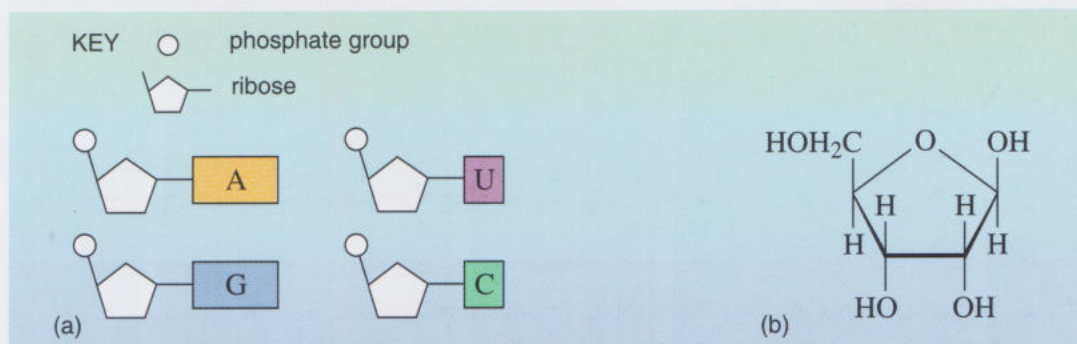 KEY phosphate group
ribose
A U
G C
(a)
HOH₂C O OH
H H
H H
HO OH
(b)